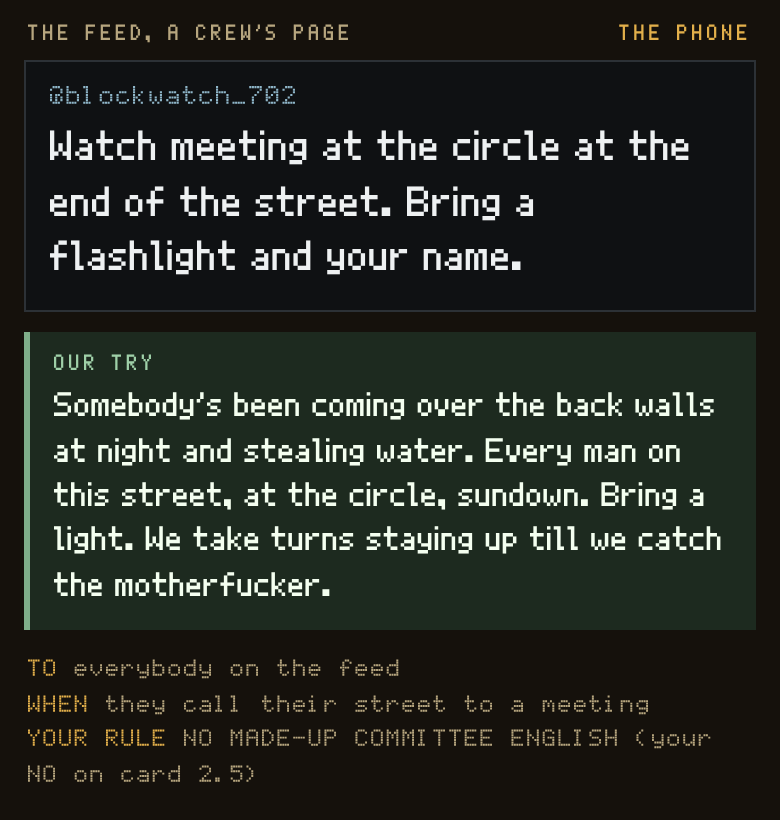 THE FEED, A CREW'S PAGE
THE PHONE
@blockwatch_702
Watch meeting at the circle at the
end of the street. Bring a
flashlight and your name.
OUR TRY
Somebody's been coming over the back walls
at night and stealing water. Every man on
this street, at the circle, sundown. Bring a
light. We take turns staying up till we catch
the motherfucker.
TO everybody on the feed
WHEN they call their street to a meeting
YOUR RULE NO MADE-UP COMMITTEE ENGLISH (your
NO on card 2.5)